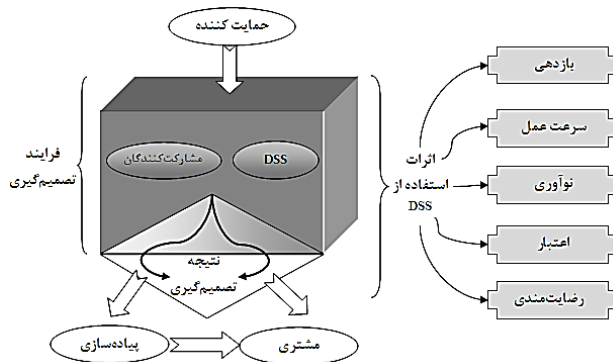 حمایت کننده
فرایند
تصمیم‌گیری
مشارکت‌کنندگان
DSS
نتیجه
تصمیم‌گیری
پیاده‌سازی
مشتری
اثرات
استفاده از
DSS
بازدهی
سرعت عمل
نوآوری
اعتبار
رضایت‌مندی